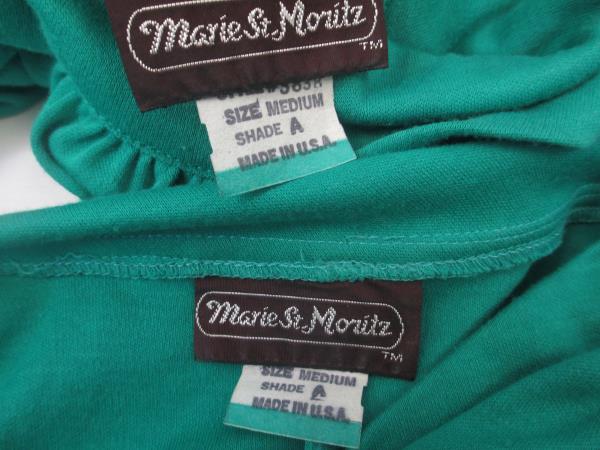 Marie St. Moritz
TM
SIZE MEDIUM
SHADE A
MADE IN U.S.A.
Marie St. Moritz
TM
SIZE MEDIUM
SHADE A
MADE IN U.S.A.